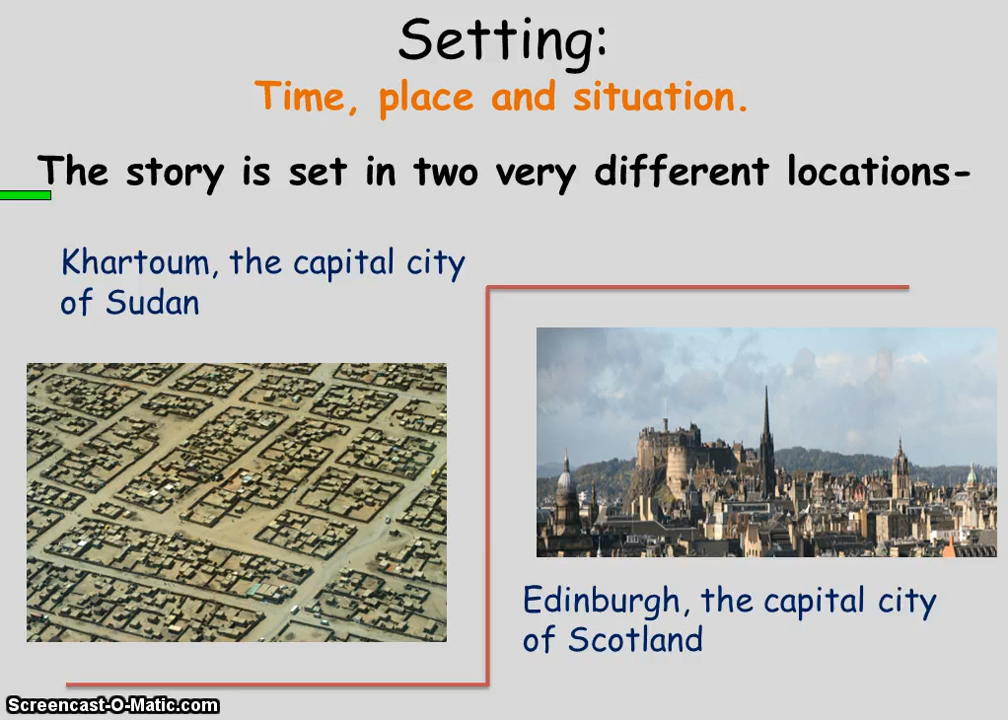 Setting:
Time, place and situation.
The story is set in two very different locations-
Khartoum, the capital city
of Sudan
Edinburgh, the capital city
of Scotland
Screencast-O-Matic.com